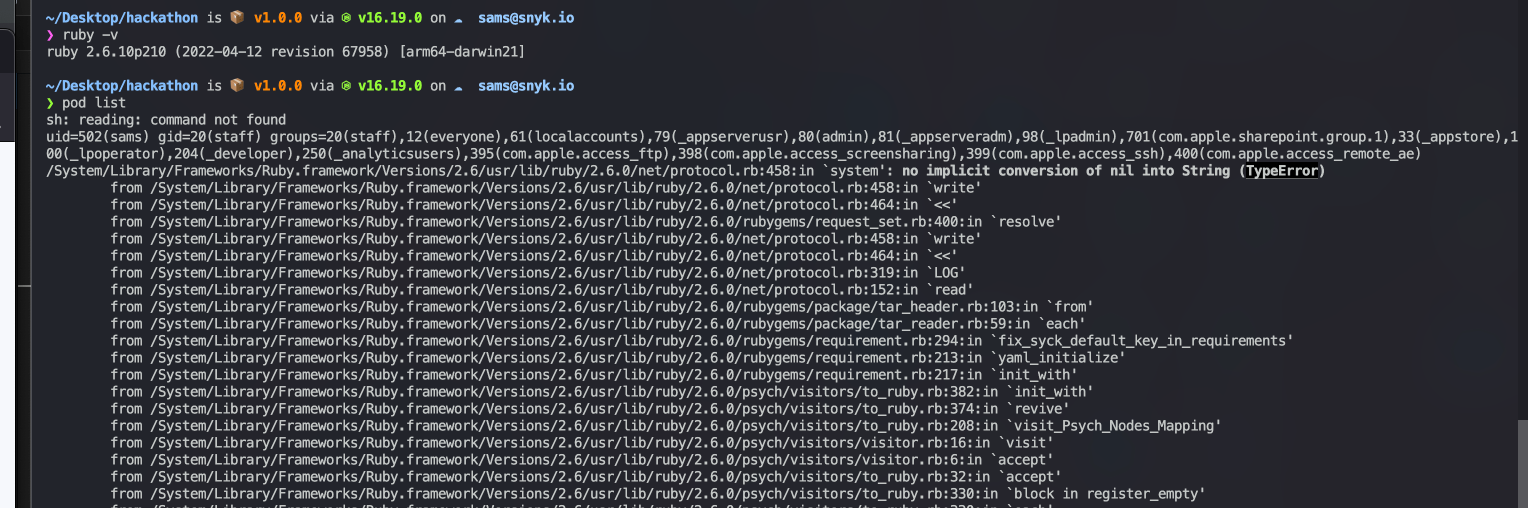 ~/Desktop/hackathon is 📦 v1.0.0 via v16.19.0 on ☁ sams@snyk.io
❯ ruby -v
ruby 2.6.10p210 (2022-04-12 revision 67958) [arm64-darwin21]
~/Desktop/hackathon is 📦 v1.0.0 via v16.19.0 on ☁ sams@snyk.io
❯ pod list
sh: reading: command not found
uid=502(sams) gid=20(staff) groups=20(staff),12(everyone),61(localaccounts),79(_appserverusr),80(admin),81(_appserveradm),98(_lpadmin),701(com.apple.sharepoint.group.1),33(_appstore),1
00(_lpoperator),204(_developer),250(_analyticsusers),395(com.apple.access_ftp),398(com.apple.access_screensharing),399(com.apple.access_ssh),400(com.apple.access_remote_ae)
/System/Library/Frameworks/Ruby.framework/Versions/2.6/usr/lib/ruby/2.6.0/net/protocol.rb:458:in `system': no implicit conversion of nil into String (TypeError)
from /System/Library/Frameworks/Ruby.framework/Versions/2.6/usr/lib/ruby/2.6.0/net/protocol.rb:458:in `write'
from /System/Library/Frameworks/Ruby.framework/Versions/2.6/usr/lib/ruby/2.6.0/net/protocol.rb:464:in `<<'
from /System/Library/Frameworks/Ruby.framework/Versions/2.6/usr/lib/ruby/2.6.0/rubygems/request_set.rb:400:in `resolve'
from /System/Library/Frameworks/Ruby.framework/Versions/2.6/usr/lib/ruby/2.6.0/net/protocol.rb:458:in `write'
from /System/Library/Frameworks/Ruby.framework/Versions/2.6/usr/lib/ruby/2.6.0/net/protocol.rb:464:in `<<'
from /System/Library/Frameworks/Ruby.framework/Versions/2.6/usr/lib/ruby/2.6.0/net/protocol.rb:319:in `LOG'
from /System/Library/Frameworks/Ruby.framework/Versions/2.6/usr/lib/ruby/2.6.0/net/protocol.rb:152:in `read'
from /System/Library/Frameworks/Ruby.framework/Versions/2.6/usr/lib/ruby/2.6.0/rubygems/package/tar_header.rb:103:in `from'
from /System/Library/Frameworks/Ruby.framework/Versions/2.6/usr/lib/ruby/2.6.0/rubygems/package/tar_reader.rb:59:in `each'
from /System/Library/Frameworks/Ruby.framework/Versions/2.6/usr/lib/ruby/2.6.0/rubygems/requirement.rb:294:in `fix_syck_default_key_in_requirements'
from /System/Library/Frameworks/Ruby.framework/Versions/2.6/usr/lib/ruby/2.6.0/rubygems/requirement.rb:213:in `yaml_initialize'
from /System/Library/Frameworks/Ruby.framework/Versions/2.6/usr/lib/ruby/2.6.0/rubygems/requirement.rb:217:in `init_with'
from /System/Library/Frameworks/Ruby.framework/Versions/2.6/usr/lib/ruby/2.6.0/psych/visitors/to_ruby.rb:382:in `init_with'
from /System/Library/Frameworks/Ruby.framework/Versions/2.6/usr/lib/ruby/2.6.0/psych/visitors/to_ruby.rb:374:in `revive'
from /System/Library/Frameworks/Ruby.framework/Versions/2.6/usr/lib/ruby/2.6.0/psych/visitors/to_ruby.rb:208:in `visit_Psych_Nodes_Mapping'
from /System/Library/Frameworks/Ruby.framework/Versions/2.6/usr/lib/ruby/2.6.0/psych/visitors/visitor.rb:16:in `visit'
from /System/Library/Frameworks/Ruby.framework/Versions/2.6/usr/lib/ruby/2.6.0/psych/visitors/visitor.rb:6:in `accept'
from /System/Library/Frameworks/Ruby.framework/Versions/2.6/usr/lib/ruby/2.6.0/psych/visitors/to_ruby.rb:32:in `accept'
from /System/Library/Frameworks/Ruby.framework/Versions/2.6/usr/lib/ruby/2.6.0/psych/visitors/to_ruby.rb:330:in `block in register_empty'